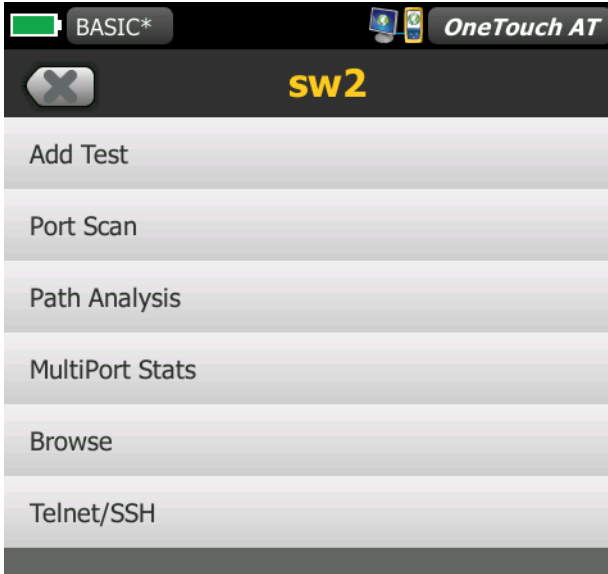 BASIC* OneTouch AT
sw2
Add Test
Port Scan
Path Analysis
MultiPort Stats
Browse
Telnet/SSH